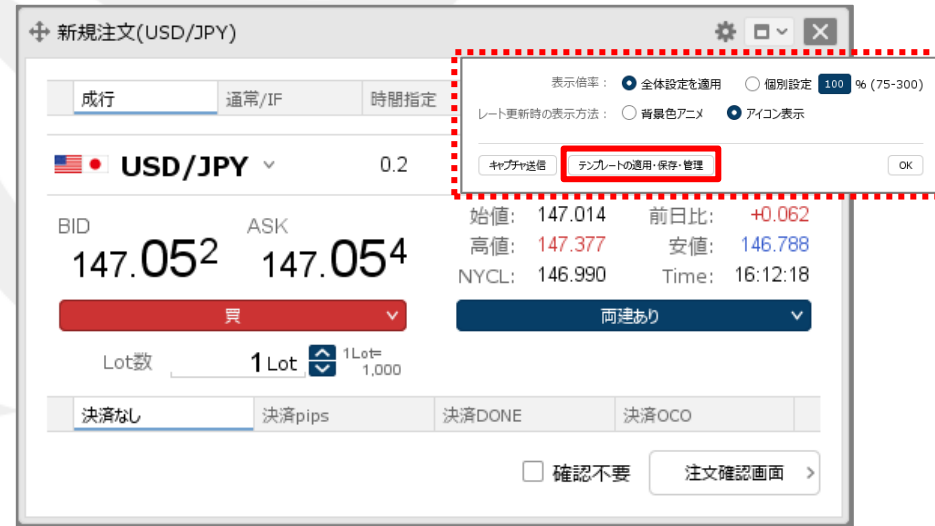 新規注文(USD/JPY)
成行 通常/IF 時間指定
表示倍率： 全体設定を適用 個別設定 100 % (75-300)
レート更新時の表示方法： 背景色アニメ アイコン表示
キャプチャ送信 テンプレートの適用・保存・管理 OK
USD/JPY 0.2
BID ASK
147.052 147.054
始値: 147.014 前日比: +0.062
高値: 147.377 安値: 146.788
NYCL: 146.990 Time: 16:12:18
買 両建あり
Lot数 1 Lot 1Lot=
1,000
決済なし 決済pips 決済DONE 決済OCO
確認不要 注文確認画面